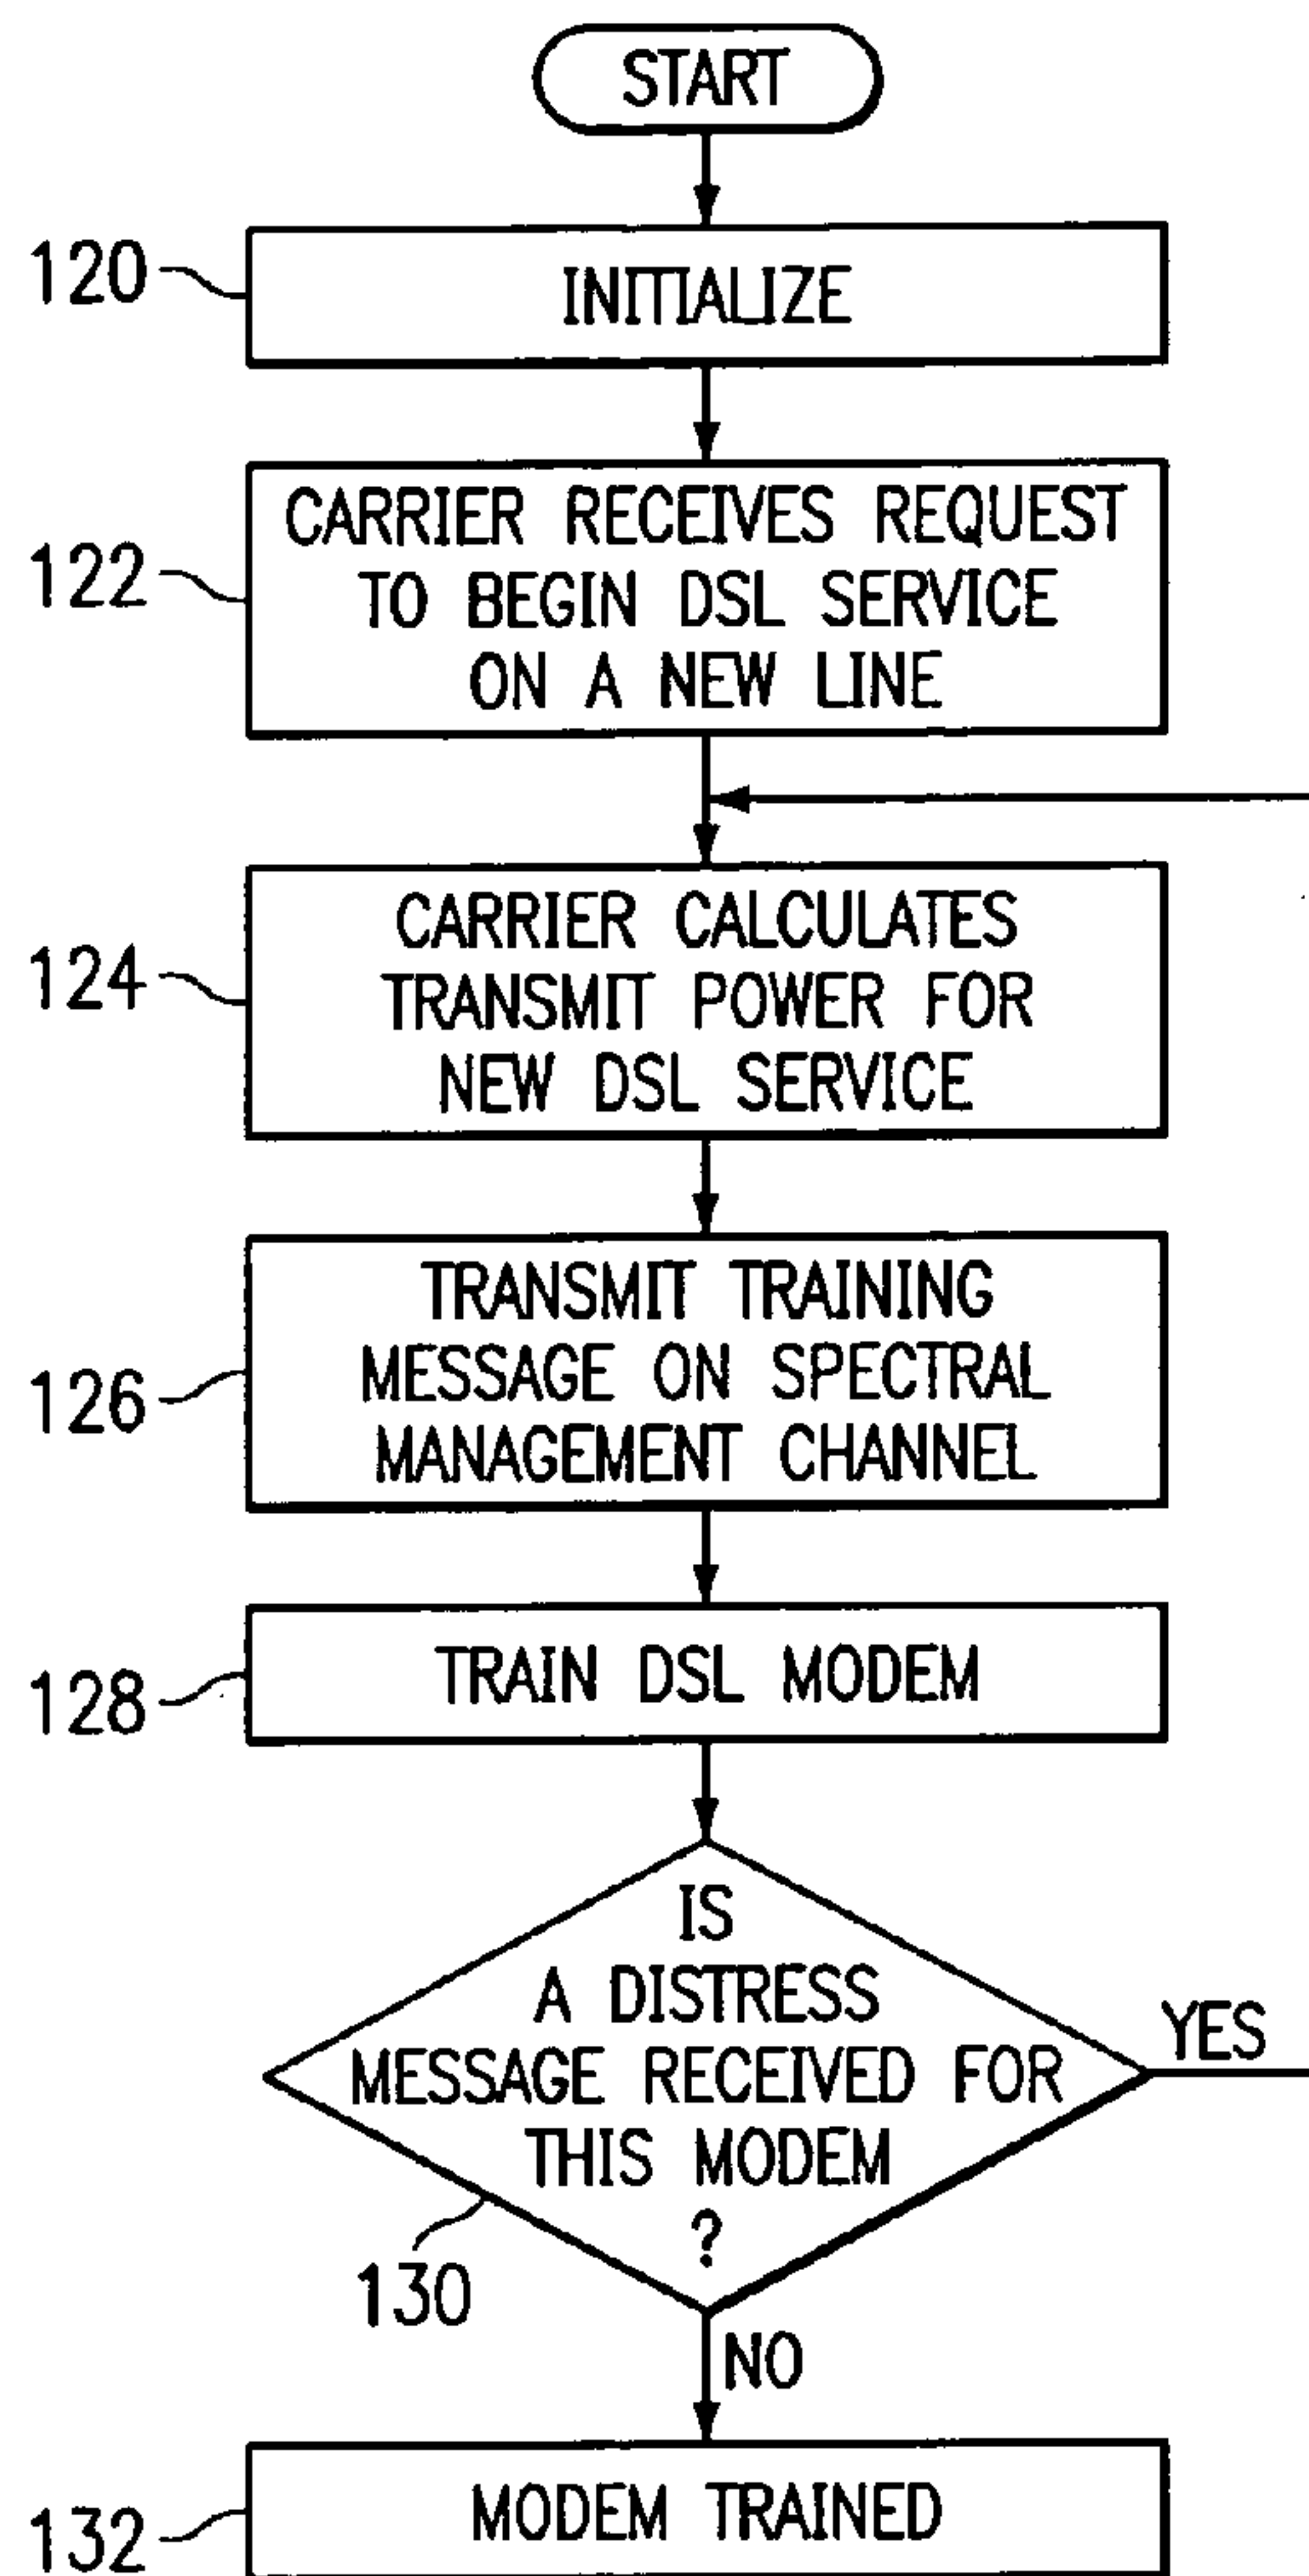 START
120
INITIALIZE
122
CARRIER RECEIVES REQUEST
TO BEGIN DSL SERVICE
ON A NEW LINE
124
CARRIER CALCULATES
TRANSMIT POWER FOR
NEW DSL SERVICE
126
TRANSMIT TRAINING
MESSAGE ON SPECTRAL
MANAGEMENT CHANNEL
128
TRAIN DSL MODEM
IS
A DISTRESS
MESSAGE RECEIVED FOR
THIS MODEM
?
YES
130
NO
132
MODEM TRAINED